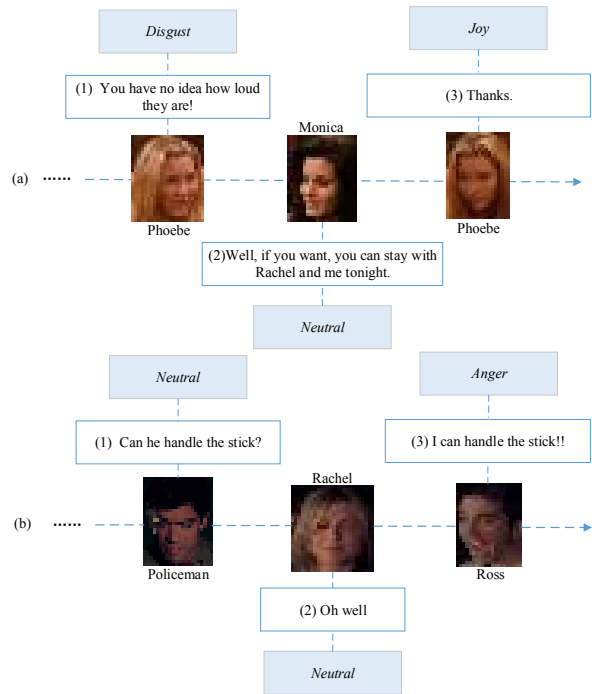 Disgust
Joy
(1) You have no idea how loud
they are!
(3) Thanks.
Monica
(a) ......
Phoebe
Phoebe
(2)Well, if you want, you can stay with
Rachel and me tonight.
Neutral
Neutral
Anger
(1) Can he handle the stick?
(3) I can handle the stick!!
Rachel
(b) ......
Policeman
Ross
(2) Oh well
Neutral